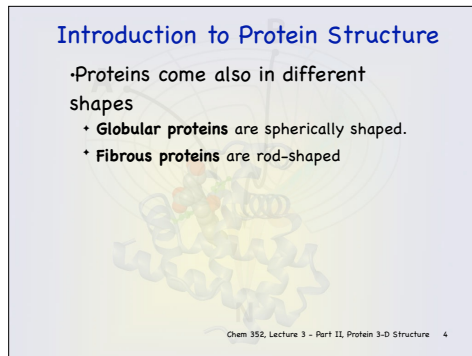 Introduction to Protein Structure
•Proteins come also in different
shapes
✦ Globular proteins are spherically shaped.
✦ Fibrous proteins are rod-shaped
Chem 352, Lecture 3 - Part II, Protein 3-D Structure 4